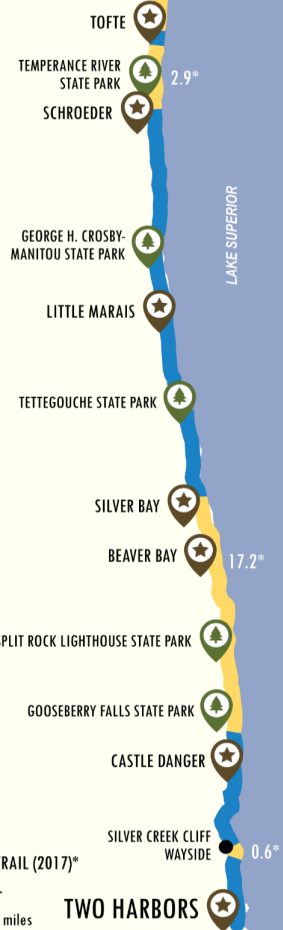 TOFTE
TEMPERANCE RIVER
STATE PARK
2.9*
SCHROEDER
LAKE SUPERIOR
GEORGE H. CROSBY-
MANITOU STATE PARK
LITTLE MARAIS
TETTEGOUCHE STATE PARK
SILVER BAY
BEAVER BAY
17.2*
SPLIT ROCK LIGHTHOUSE STATE PARK
GOOSEBERRY FALLS STATE PARK
CASTLE DANGER
SILVER CREEK CLIFF
WAYSIDE
0.6*
TRAIL (2017)*
miles
TWO HARBORS